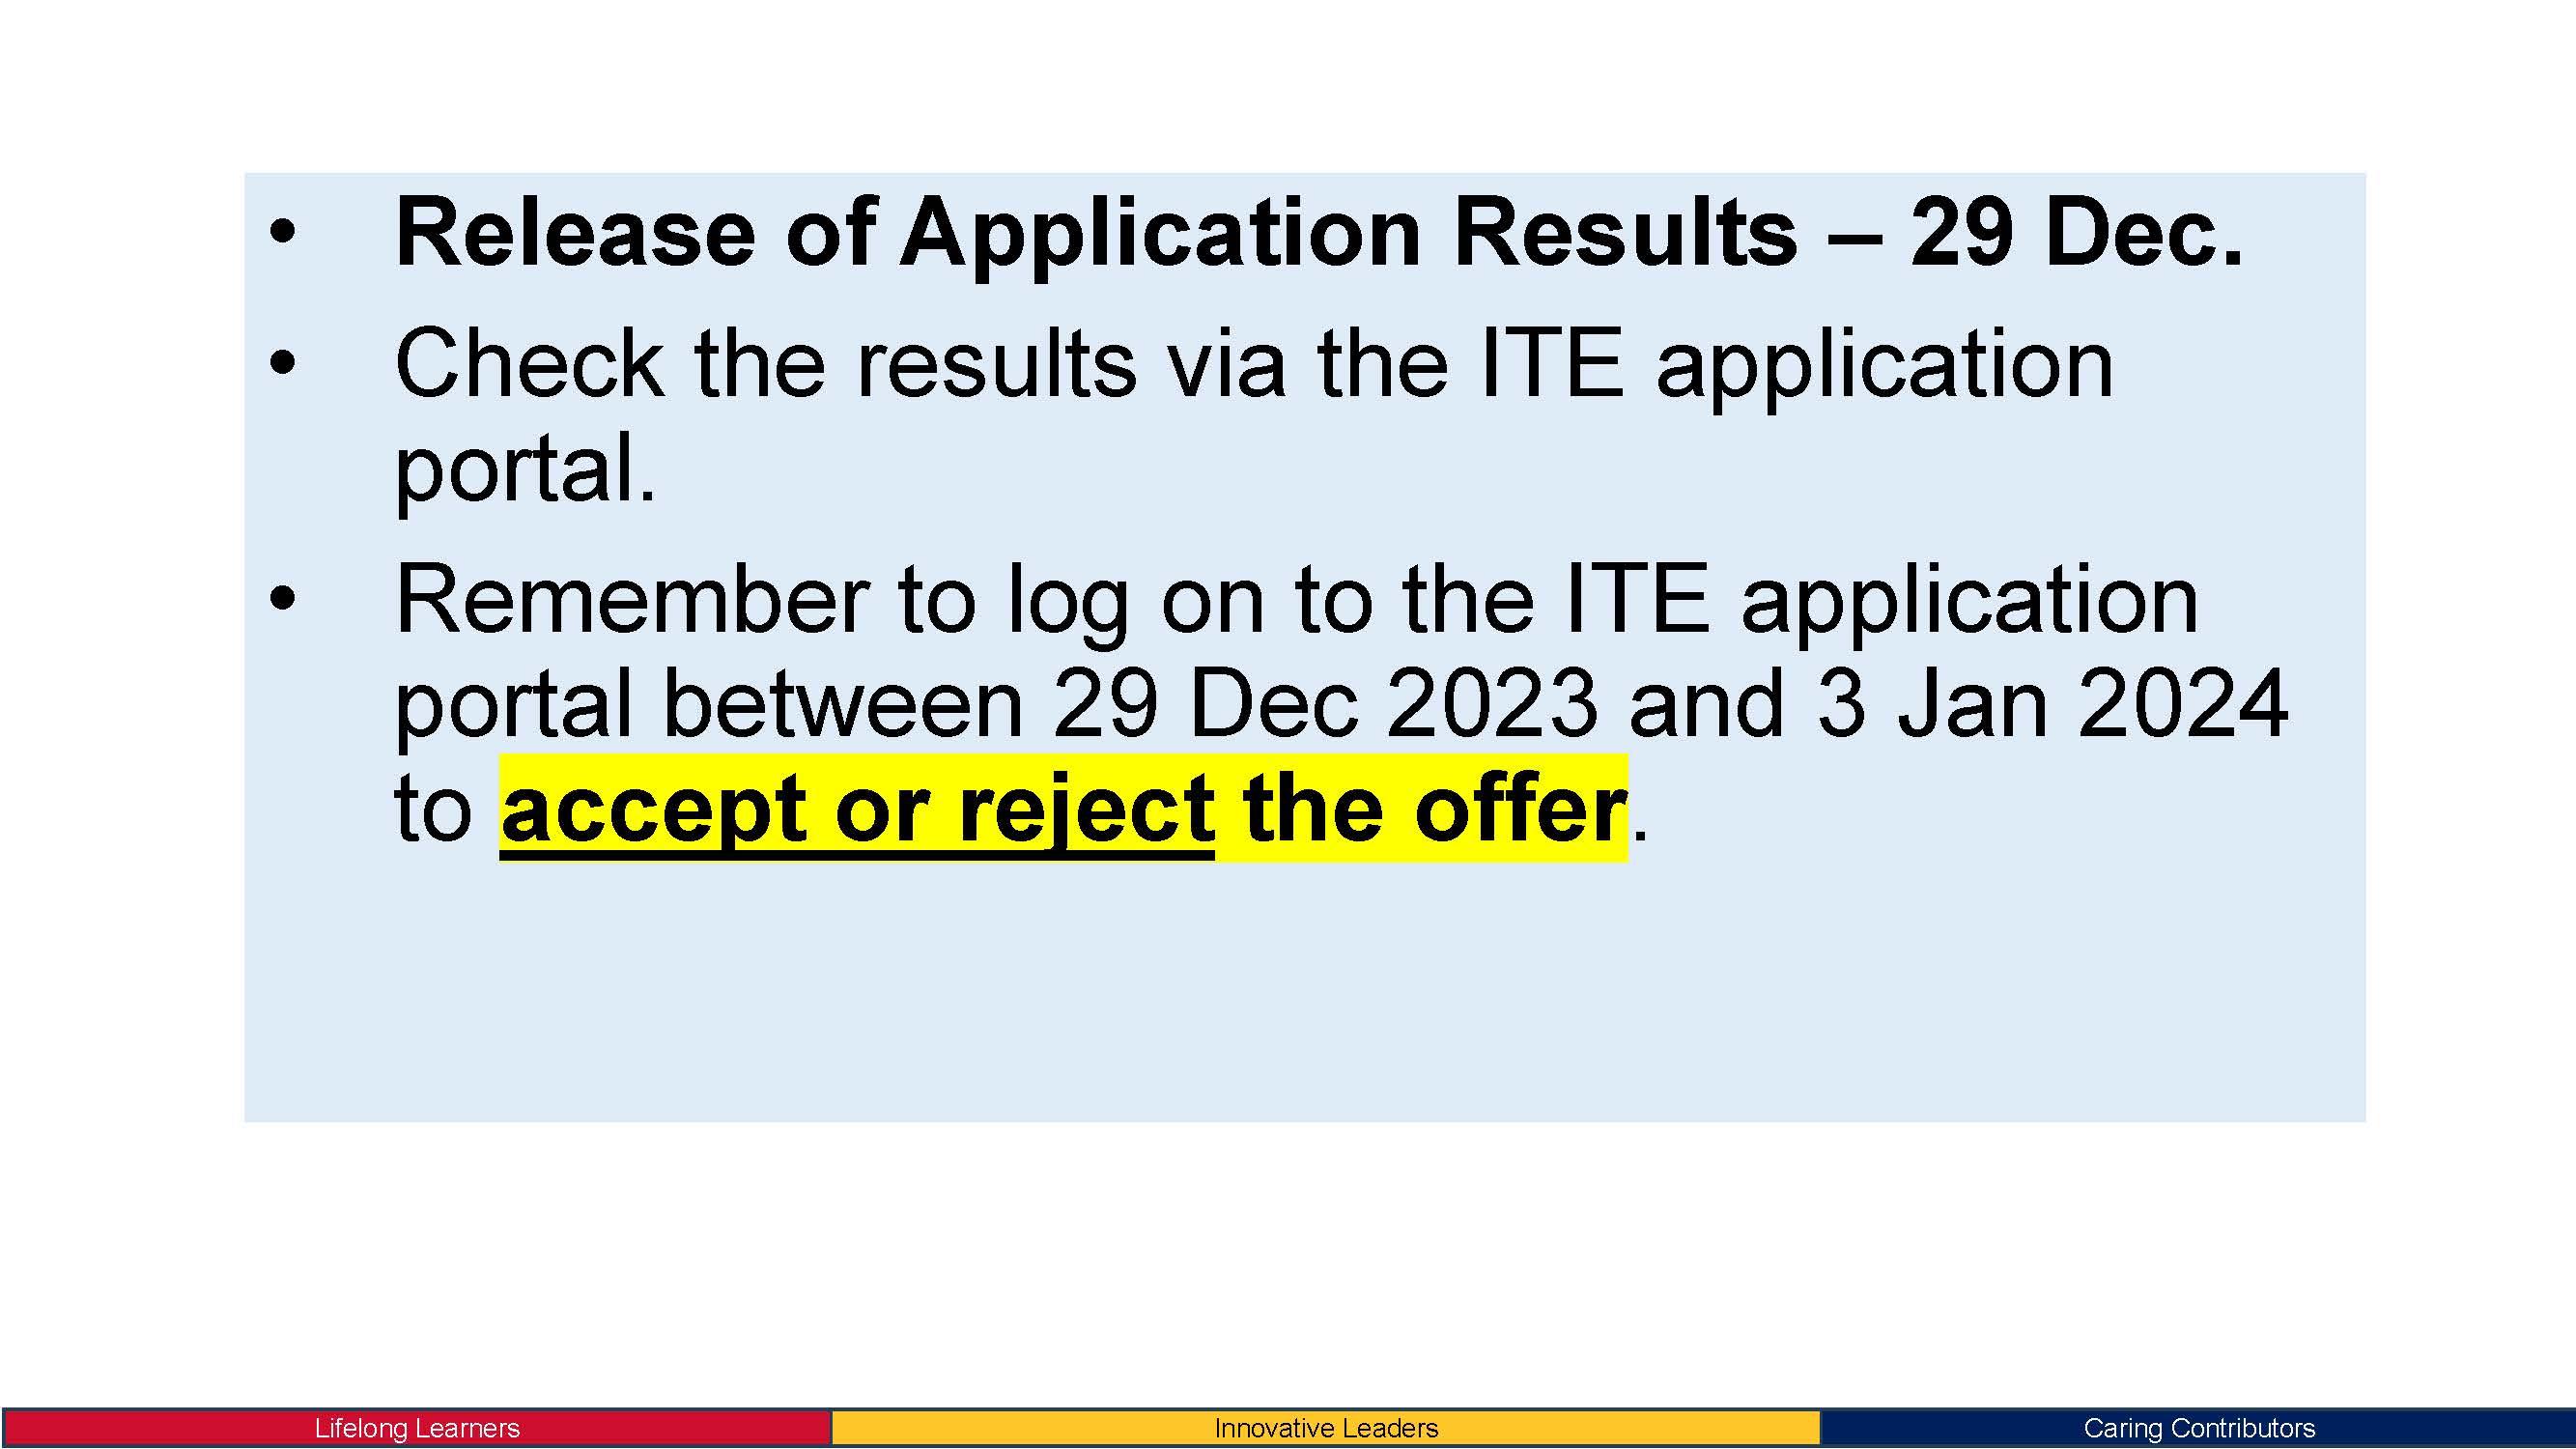 • Release of Application Results – 29 Dec.
• Check the results via the ITE application
portal.
• Remember to log on to the ITE application
portal between 29 Dec 2023 and 3 Jan 2024
to accept or reject the offer.
Lifelong Learners
Innovative Leaders
Caring Contributors